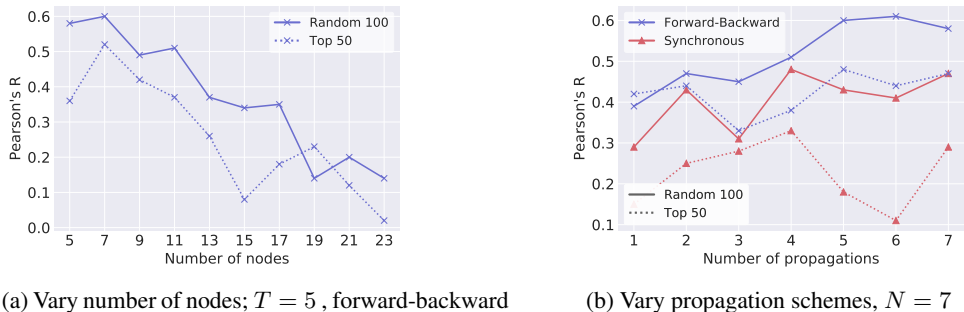 0.6
0.5
0.4
0.3
0.2
0.1
0.0
Pearson's R
Random 100
Top 50
5 7 9 11 13 15 17 19 21 23
Number of nodes
(a) Vary number of nodes; T = 5 , forward-backward
0.6
0.5
0.4
0.3
0.2
0.1
Pearson's R
Forward-Backward
Synchronous
Random 100
Top 50
1 2 3 4 5 6 7
Number of propagations
(b) Vary propagation schemes, N = 7